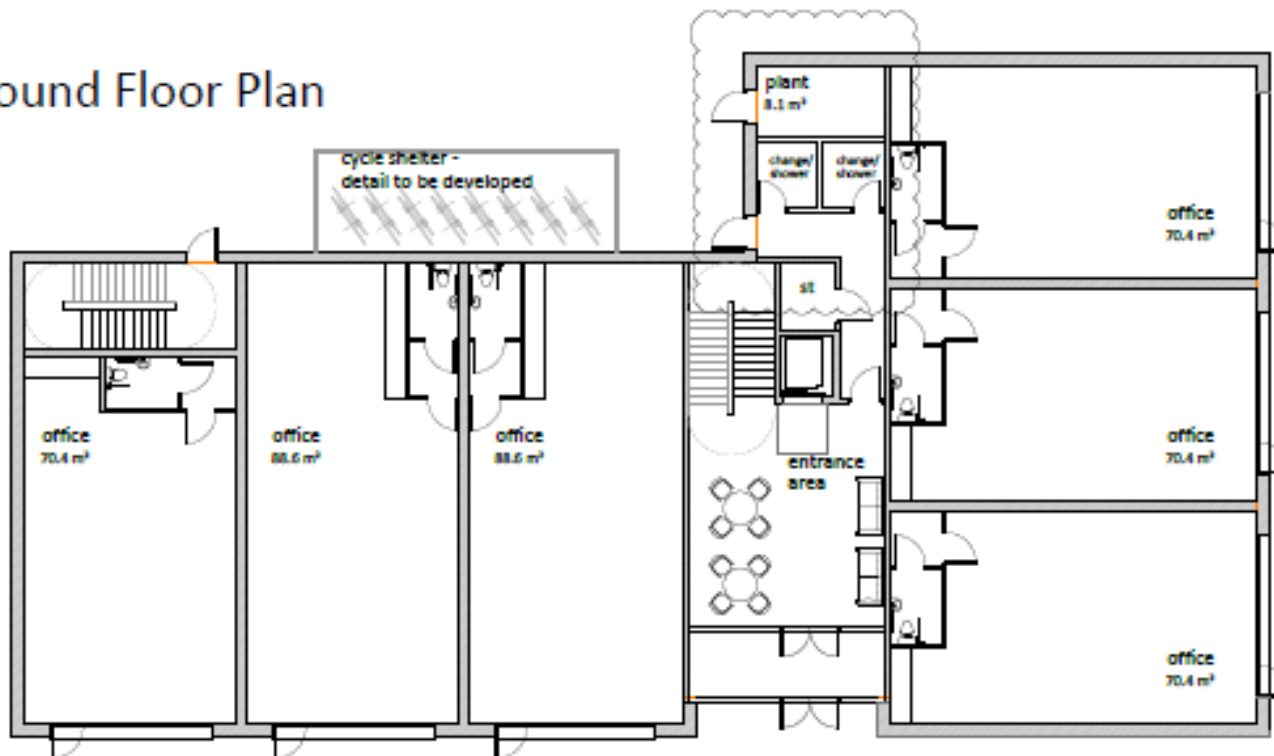 ound Floor Plan
cycle shelter -
detail to be developed
plant
8.1 m²
change/
shower
change/
shower
office
70.4 m²
st
office
70.4 m²
office
88.6 m²
office
88.6 m²
office
70.4 m²
entrance
area
office
70.4 m²